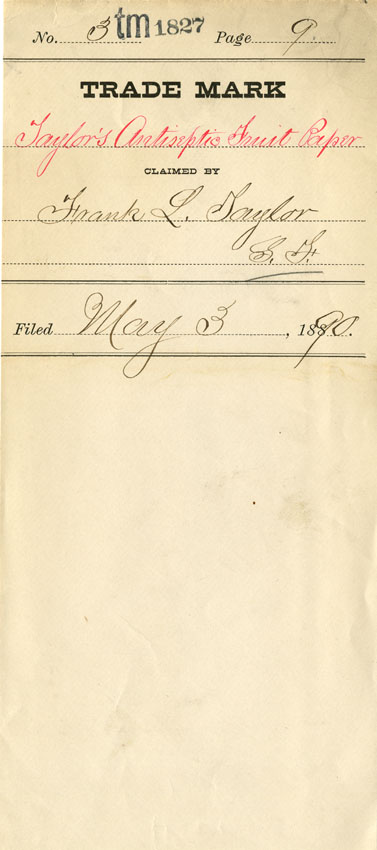 No. 3 tm 1827 Page 9.
TRADE MARK
Taylor's Antiseptic Fruit Paper
CLAIMED BY
Frank L. Taylor
S. F.
Filed May 3, 1890.